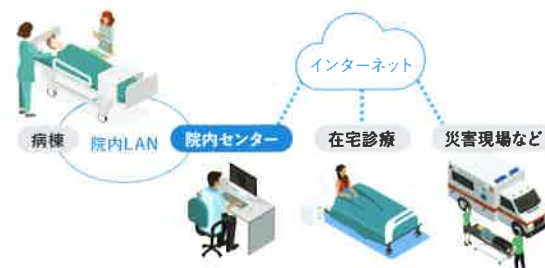 インターネット
病棟
院内LAN
院内センター
在宅診療
災害現場など